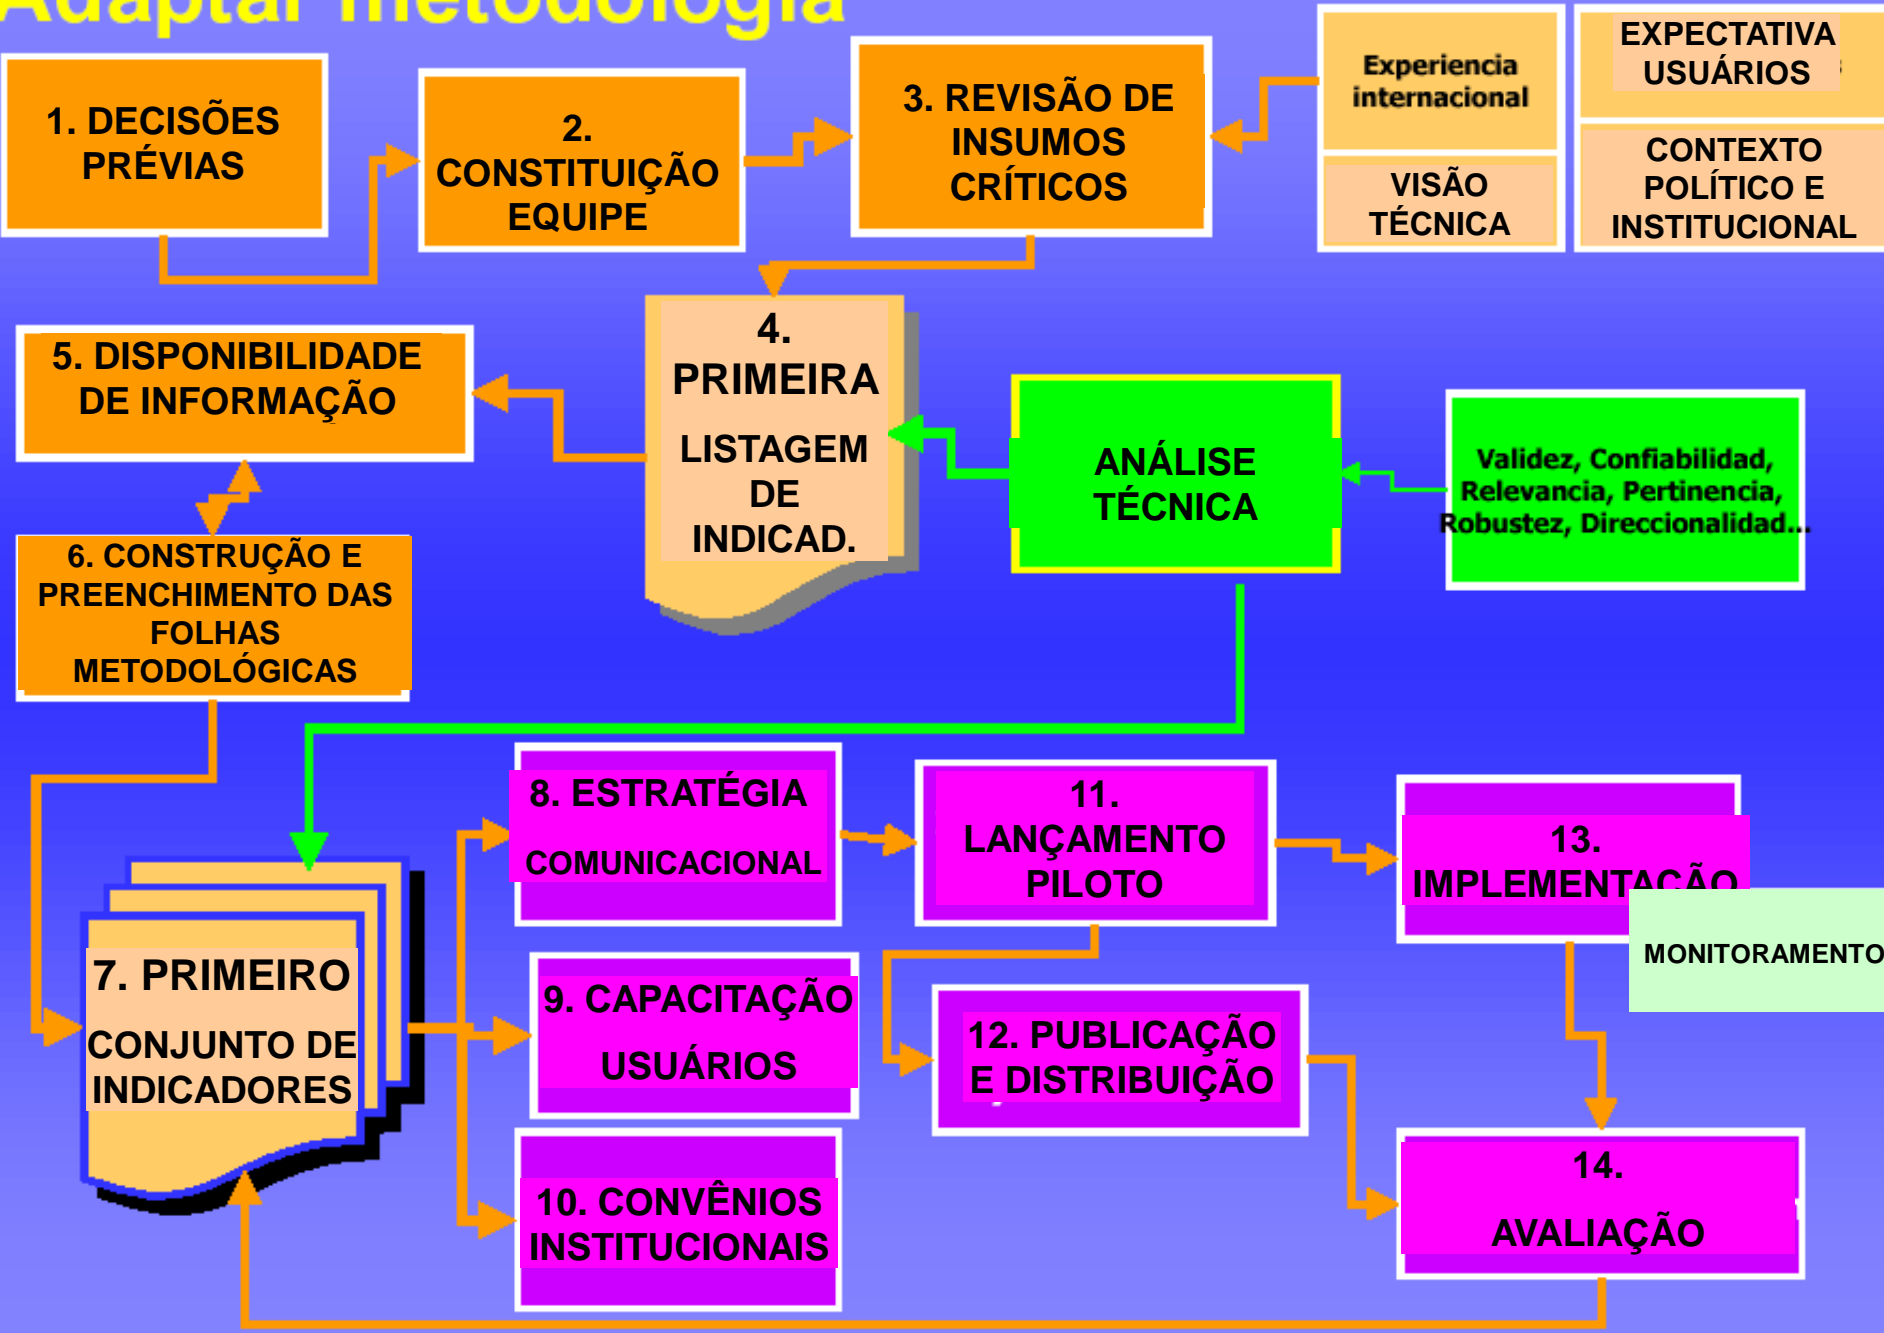 Adaptar metodologia
1. DECISÕES
PRÉVIAS
2.
CONSTITUIÇÃO
EQUIPE
3. REVISÃO DE
INSUMOS
CRÍTICOS
Experiencia
internacional
VISÃO
TÉCNICA
EXPECTATIVA
USUÁRIOS
CONTEXTO
POLÍTICO E
INSTITUCIONAL
4.
PRIMEIRA
LISTAGEM
DE
INDICAD.
5. DISPONIBILIDADE
DE INFORMAÇÃO
ANÁLISE
TÉCNICA
Validez, Confiabilidad,
Relevancia, Pertinencia,
Robustez, Direccionalidad...
6. CONSTRUÇÃO E
PREENCHIMENTO DAS
FOLHAS
METODOLÓGICAS
7. PRIMEIRO
CONJUNTO DE
INDICADORES
8. ESTRATÉGIA
COMUNICACIONAL
9. CAPACITAÇÃO
USUÁRIOS
10. CONVÊNIOS
INSTITUCIONAIS
11.
LANÇAMENTO
PILOTO
12. PUBLICAÇÃO
E DISTRIBUIÇÃO
13.
IMPLEMENTAÇÃO
MONITORAMENTO
14.
AVALIAÇÃO